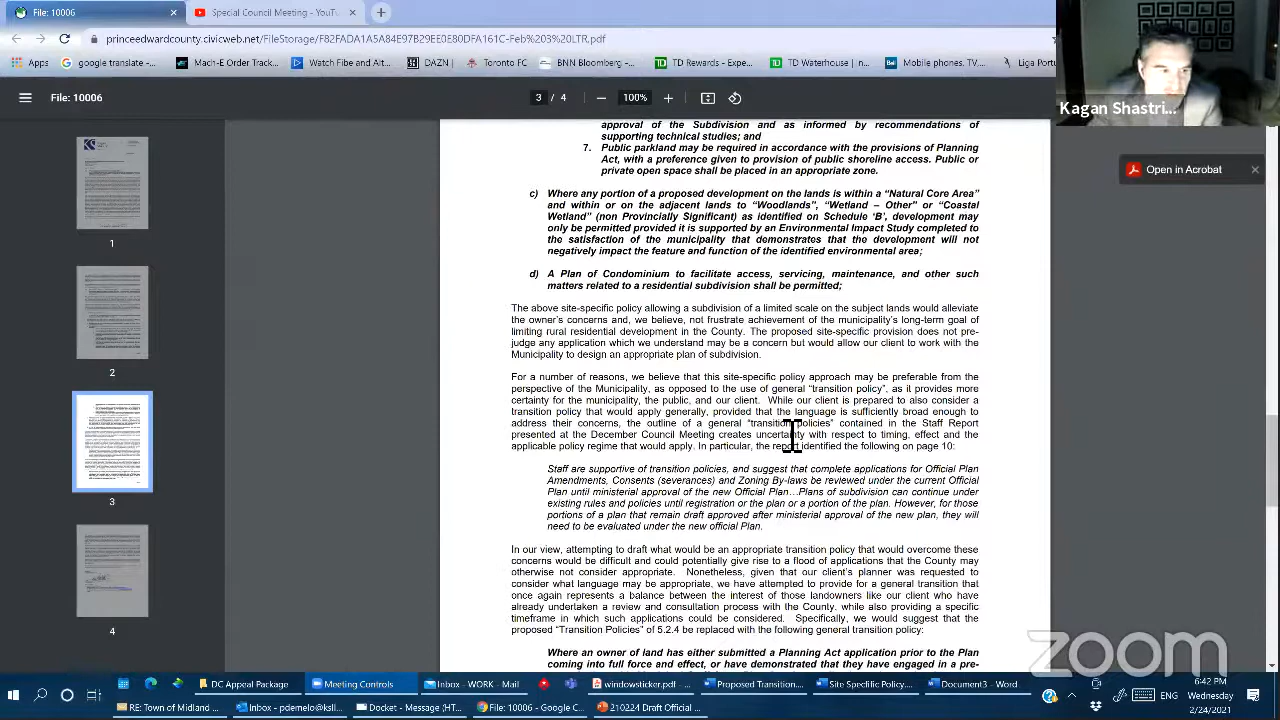 File: 10006
Special Council Meeting - YouT
Kagan Shastri...
Apps
google translate
Mach-E Order Info
Watch Formula 1 and
DAZN
BNN Bloomberg
TD Rewards - Expe
TD Waterhouse
Mobile phones. TV.
Liga Portu
File: 10006
3 / 4
100%
Open in Acrobat
approval of the Subdivision and as informed by recommendations of
supporting technical studies; and
7. Public parkland may be required in accordance with the provisions of Planning
Act, with a preference given to provision of public shoreline access. Public or
private open space shall be placed in an appropriate zone.
c) Where any portion of a proposed development on the lands is within a "Natural Core Area"
and within or on the adjacent lands to "Woodlands", "Wetland – Other" or "Coastal
Wetland" (non Provincially Significant) as identified on Schedule 'B', development may
only be permitted provided it is supported by an Environmental Impact Study completed to
the satisfaction of the municipality that demonstrates that the development will not
negatively impact the feature and function of the identified environmental area;
d) A Plan of Condominium to facilitate access, servicing, maintenance, and other such
matters related to a residential subdivision shall be permitted;
The above site-specific policy allowing a subdivision of a limited scale on the subject lands would alleviate
the owner's concerns and, we believe, not frustrate achievement of the municipality's long-term goal of
limiting rural residential development in the County. The proposed site-specific provision does not pre-
judge any application which we understand may be a concern but would allow our client to work with the
Municipality to design an appropriate plan of subdivision.
For a number of reasons, we believe that this site-specific policy approach may be preferable from the
perspective of the Municipality, as opposed to the use of general "transition policy", as it provides more
certainty for the municipality, the public, and our client. While our client is prepared to also consider a
transition policy that would apply generally, provided that the wording is sufficiently broad enough to
address its concerns, the outline of a general "transition policy" contained in the Staff Report
prepared for the December Council Meeting creates uncertainty with respect to timing, effect and the
applicable policy regime that would apply. In particular, the report identified the following on page 10:
Staff are supportive of transition policies, and suggest that complete applications for Official Plan
Amendments, Consents (severances) and Zoning By-laws be reviewed under the current Official
Plan until ministerial approval of the new Official Plan…Plans of subdivision can continue under
existing rules and policies until registration or the plan or a portion of the plan. However, for those
portions of a plan that remain draft approved after ministerial approval of the new plan, they will
need to be evaluated under the new official Plan.
In our view, attempting to draft what would be an appropriate transition policy that would overcome these
concerns would be difficult and could potentially give rise to a flood of applications that the County may
otherwise not consider appropriate. Nonetheless, given that our client's planner was requested to
consider what language may be appropriate, we have attempted to provide for a general transition that
once again represents a balance between the interest of those landowners like our client who have
already undertaken a review and consultation process with the County, while also providing a specific
timeframe in which such applications could be considered. Specifically, we would suggest that the
proposed "Transition Policies" of 5.2.4 be replaced with the following general transition policy:
Where an owner of land has either submitted a Planning Act application prior to the Plan
coming into full force and effect, or have demonstrated that they have engaged in a pre-
1
2
3
4
zoom
DC Appeal Package
Meeting Controls
Inbox - WORK - Mail
windowsticker.pdf -...
Proposed Transition...
Site Specific Policy....
Document3 - Word
ENG
6:42 PM
Wednesday
2/24/2021
RE: Town of Midland...
Inbox - pdemelo@ksll...
Docket - Message (HT...
File: 10006 - Google C...
210224 Draft Official ...